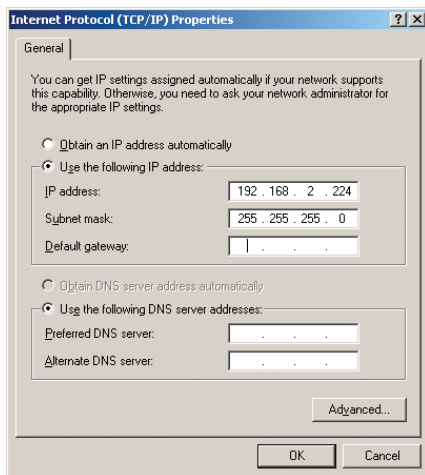 Internet Protocol (TCP/IP) Properties
General
You can get IP settings assigned automatically if your network supports
this capability. Otherwise, you need to ask your network administrator for
the appropriate IP settings.
Obtain an IP address automatically
Use the following IP address:
IP address: 192 . 168 . 2 . 224
Subnet mask: 255 . 255 . 255 . 0
Default gateway: . . .
Obtain DNS server address automatically
Use the following DNS server addresses:
Preferred DNS server: . . .
Alternate DNS server: . . .
Advanced...
OK Cancel